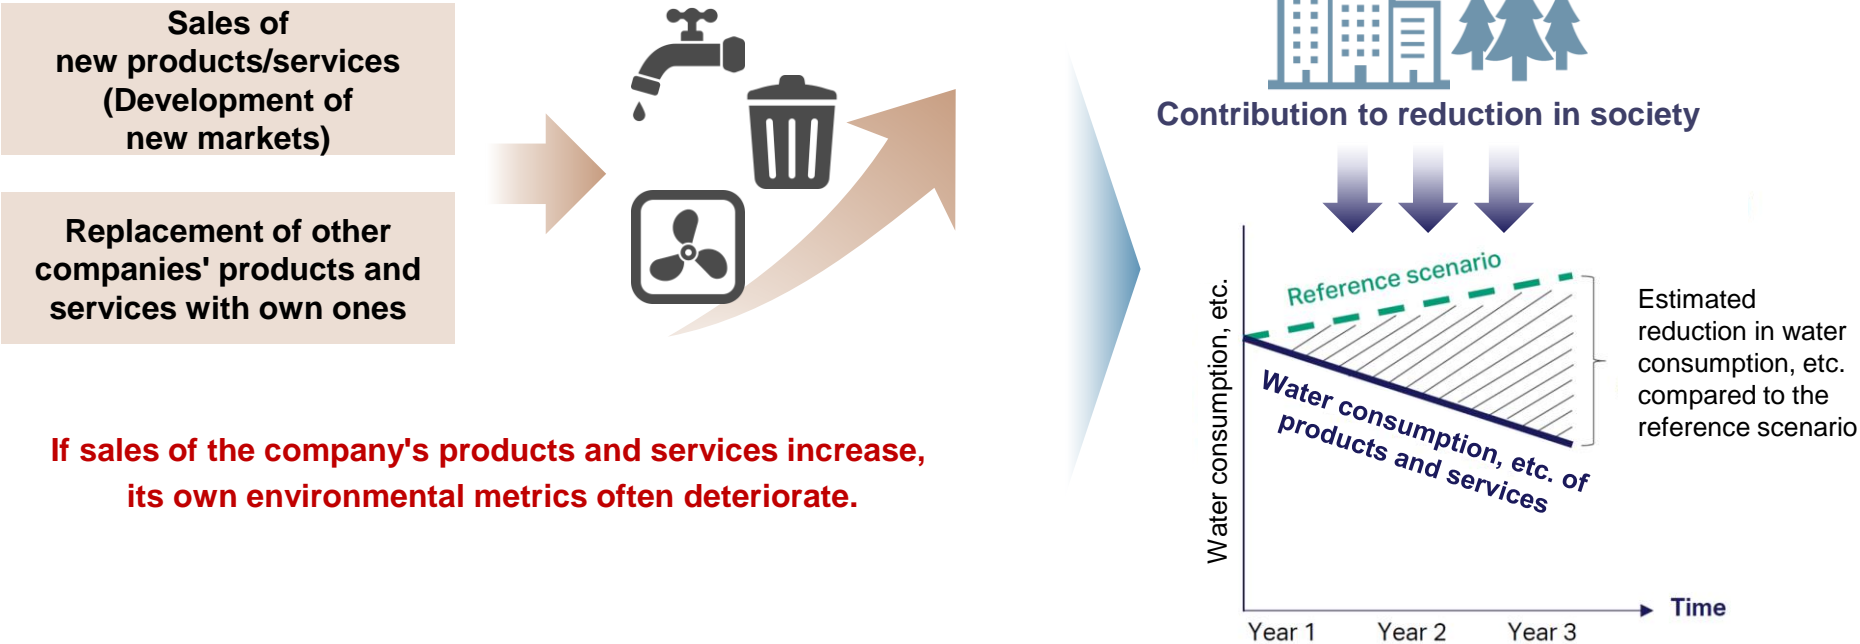 Sales of
new products/services
(Development of
new markets)
Replacement of other
companies' products and
services with own ones
If sales of the company's products and services increase,
its own environmental metrics often deteriorate.
Contribution to reduction in society
Water consumption, etc.
Reference scenario
Water consumption, etc. of
products and services
Estimated
reduction in water
consumption, etc.
compared to the
reference scenario
Time
Year 1 Year 2 Year 3